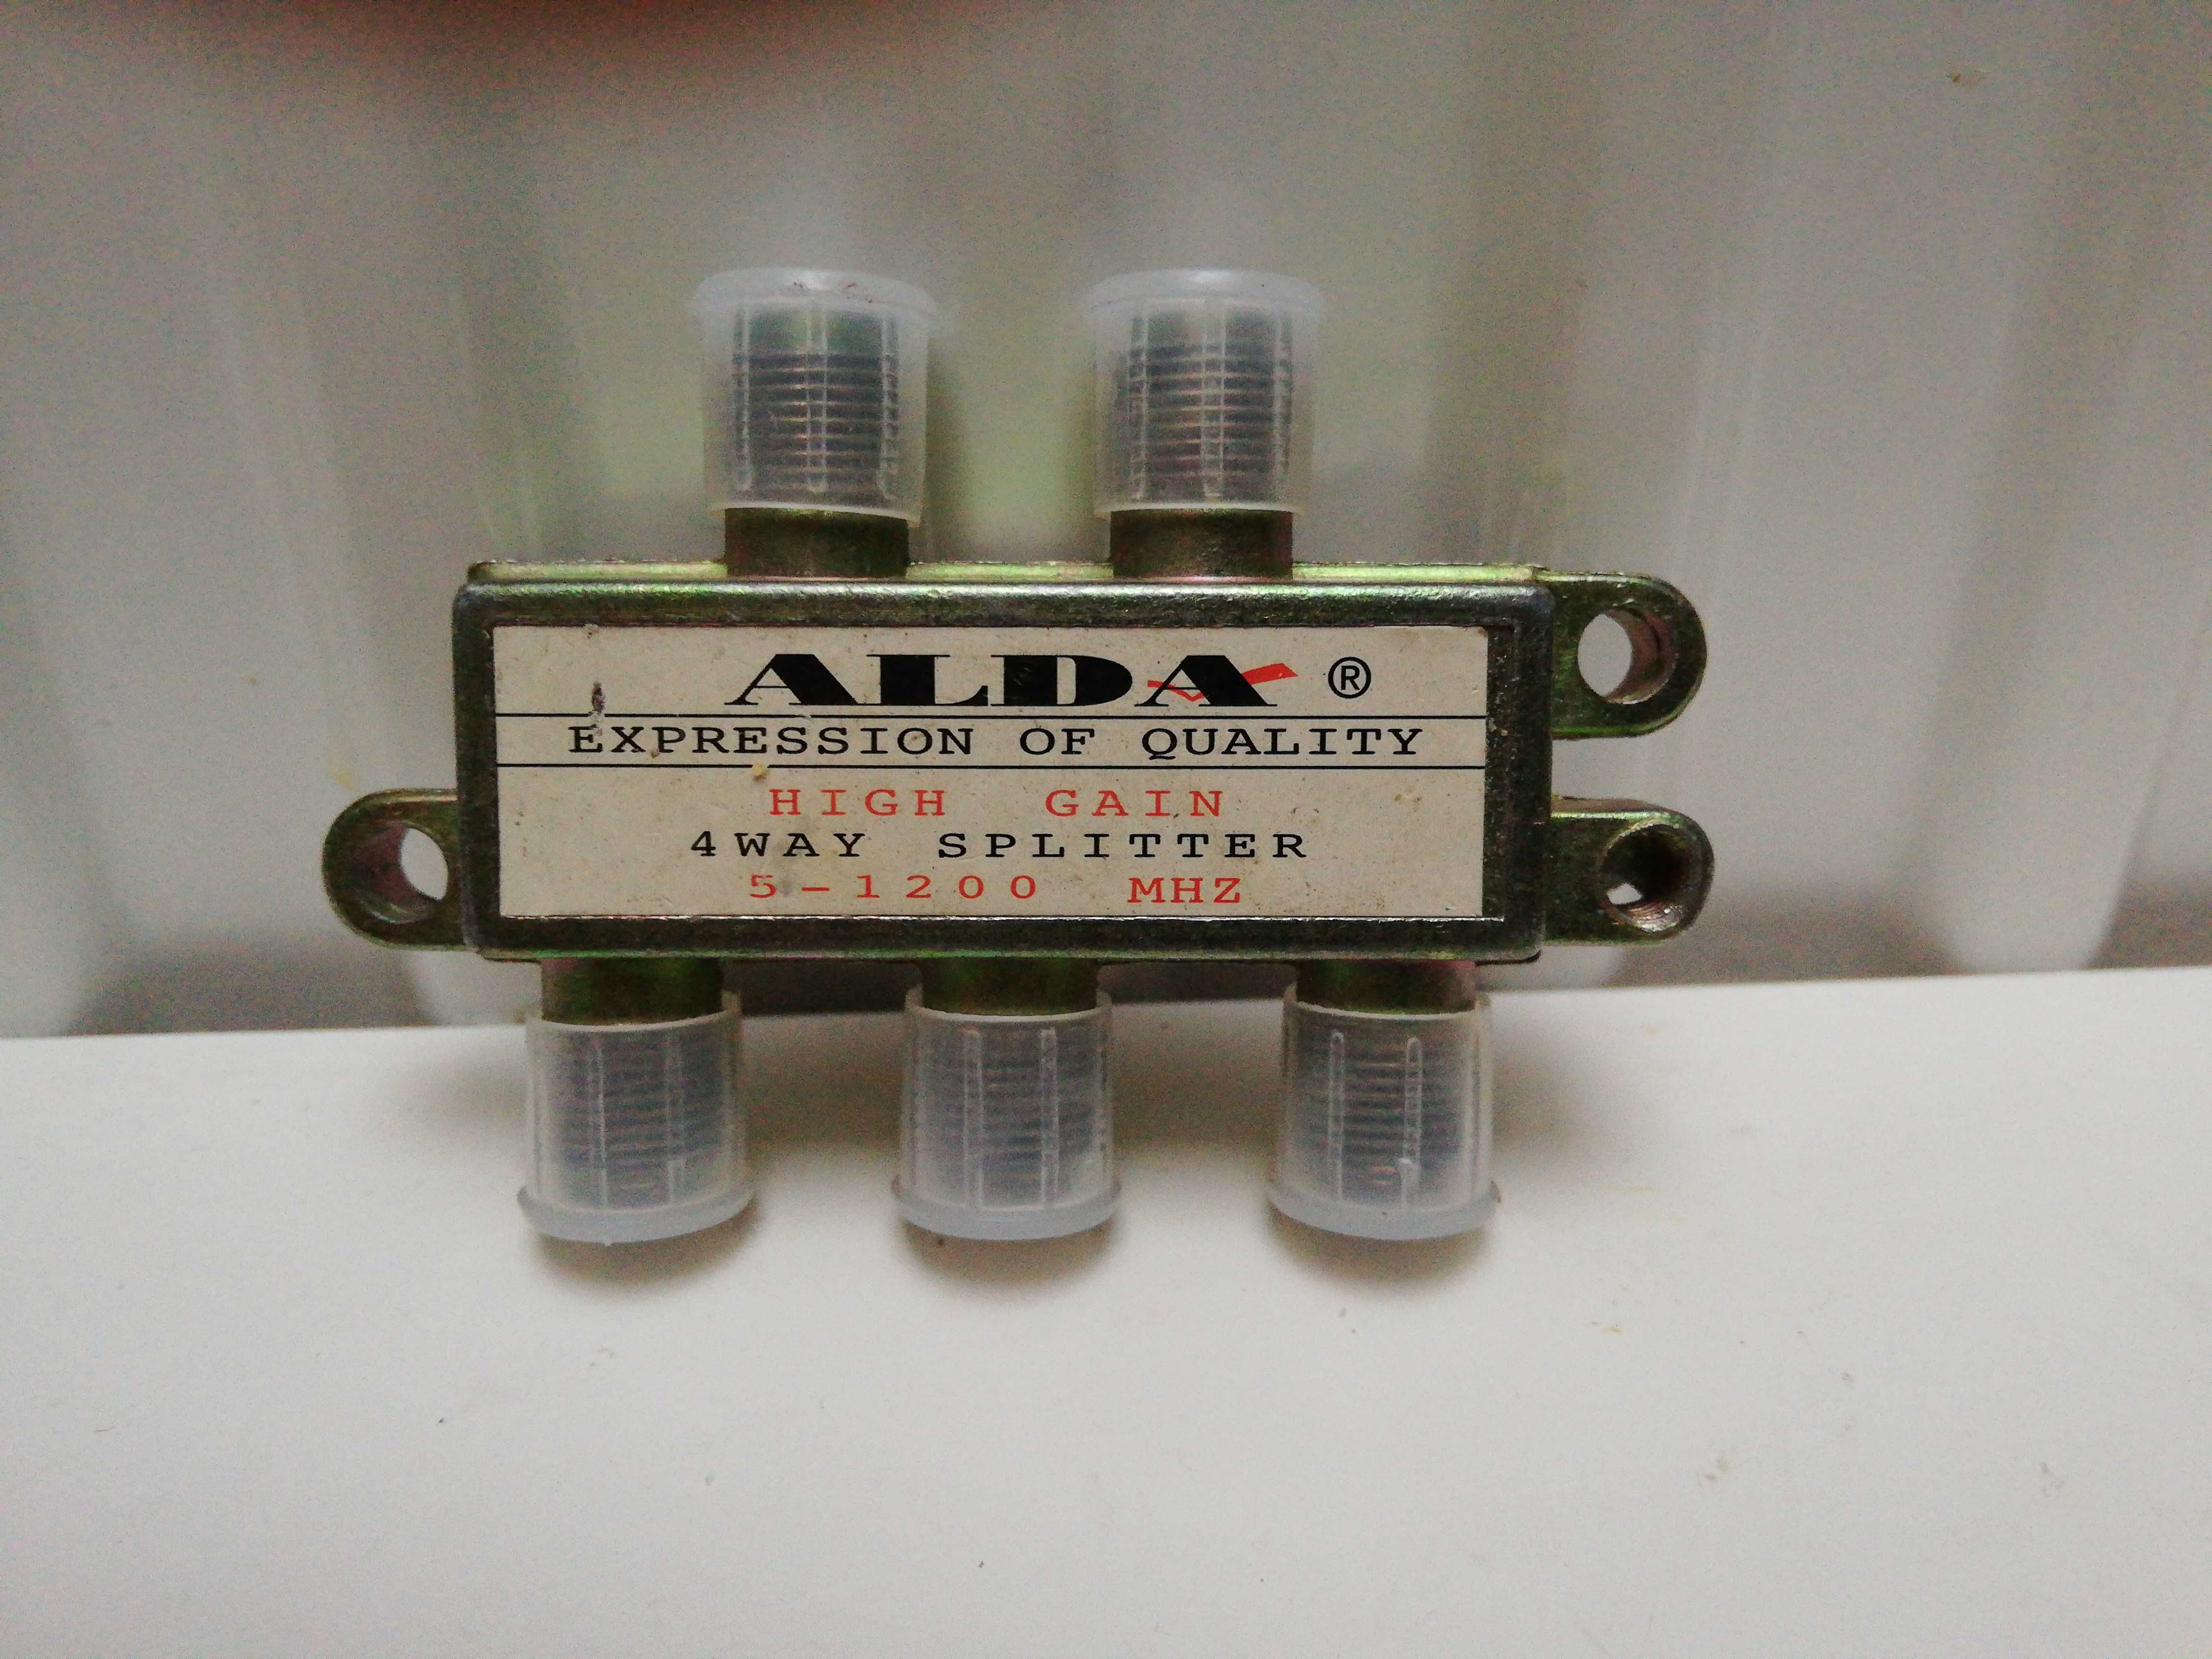 ALDA ®
EXPRESSION OF QUALITY
HIGH GAIN
4WAY SPLITTER
5-1200 MHZ